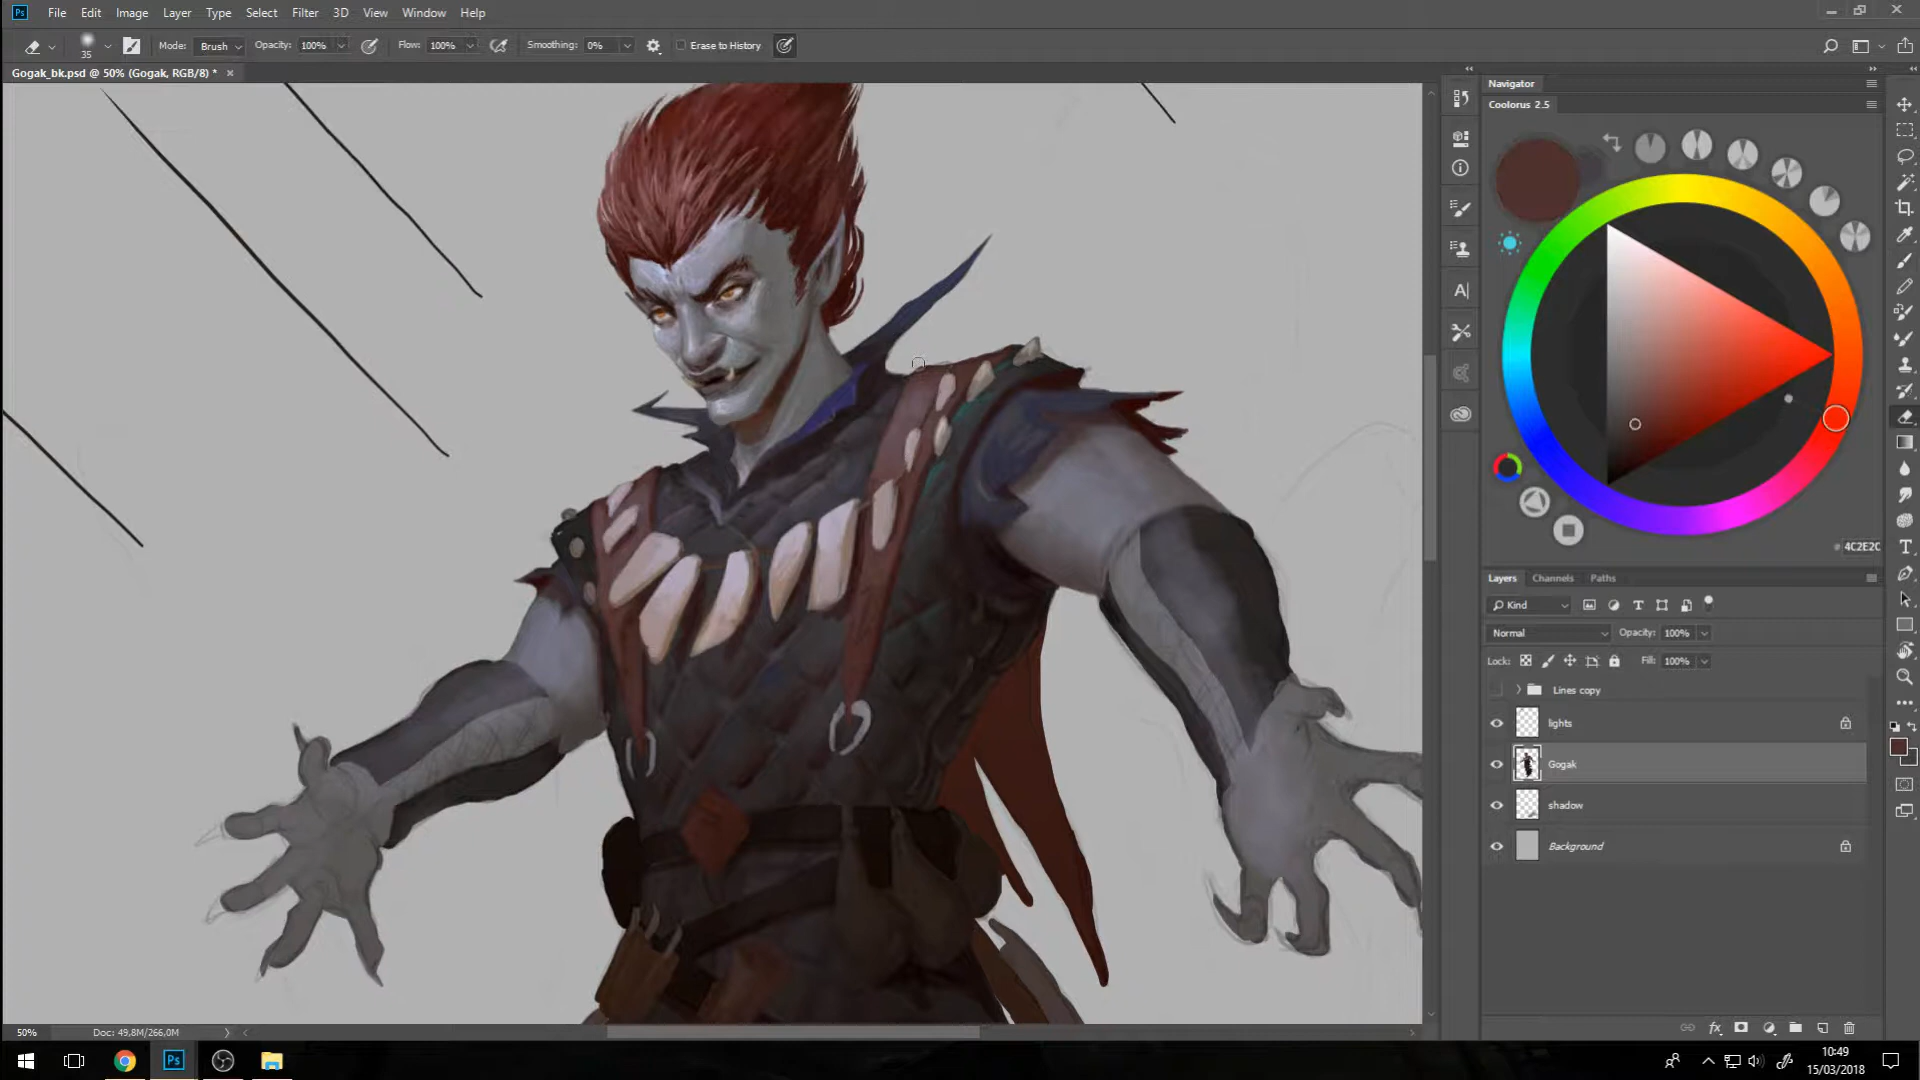 Ps File Edit Image Layer Type Select Filter 3D View Window Help
35 Mode: Brush Opacity: 100% Flow: 100% Smoothing: 0% Erase to History
Gogak_bk.psd @ 50% (Gogak, RGB/8) *
Navigator
Coolorus 2.5
# 4C2E2C
Layers Channels Paths
Kind
Normal Opacity: 100%
Lock: Fill: 100%
Lines copy
lights
Gogak
shadow
Background
50% Doc: 49,8M/266,0M
Ps 10:49
15/03/2018